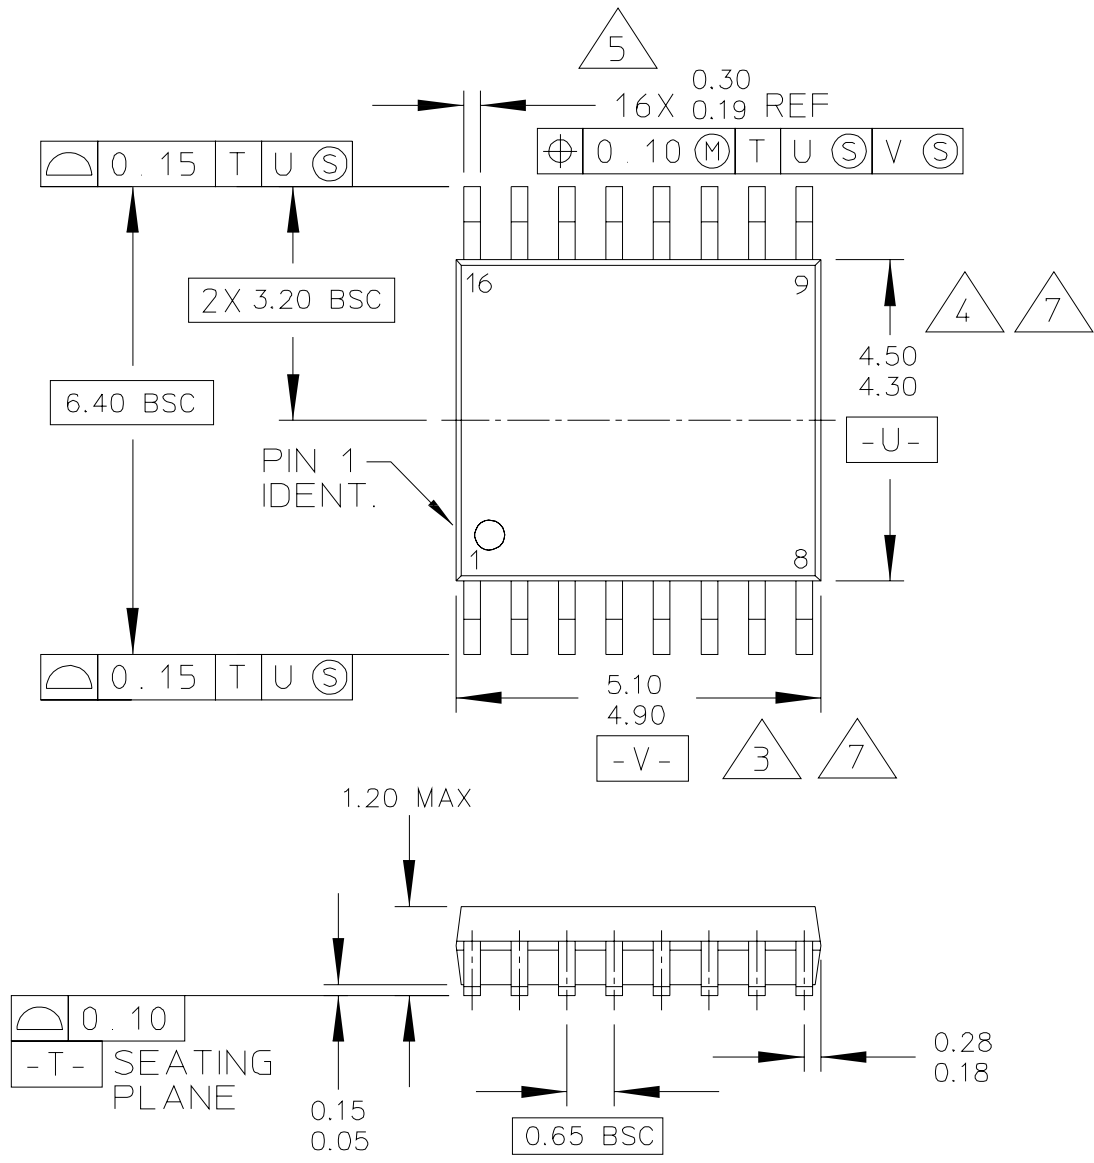 5
16X 0.30 REF
0.19
0.15 T U Ⓢ
0.10 Ⓜ T U Ⓢ V Ⓢ
16
9
2X 3.20 BSC
4
7
4.50
4.30
6.40 BSC
-U-
PIN 1
IDENT.
1
8
0.15 T U Ⓢ
5.10
4.90
-V-
3
7
1.20 MAX
0.10
-T-
SEATING
PLANE
0.15
0.05
0.65 BSC
0.28
0.18